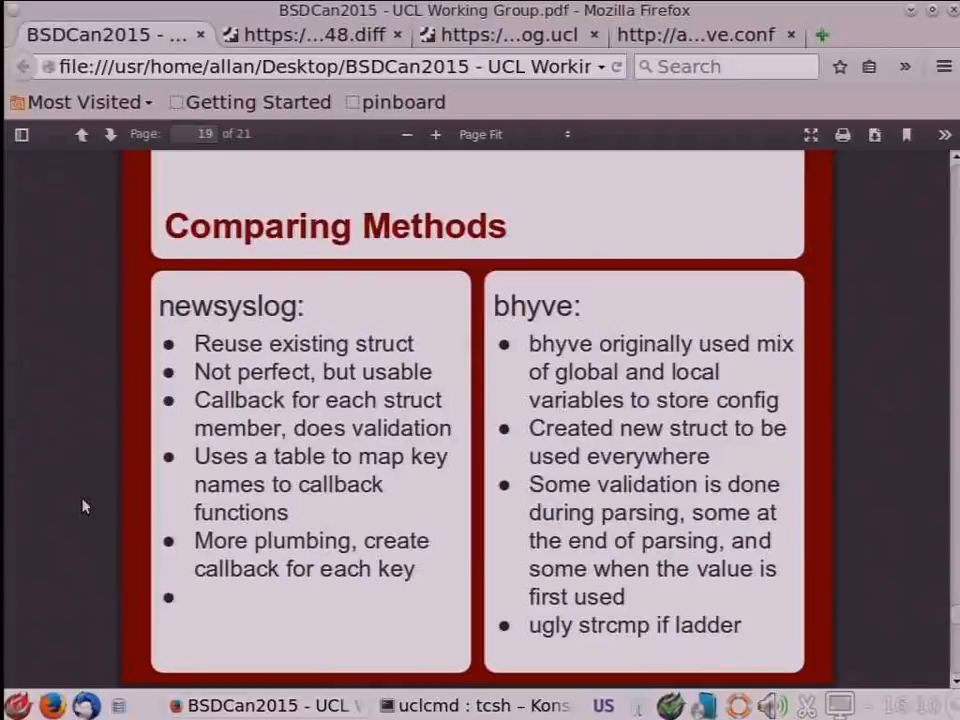 BSDCan2015 - UCL Working Group.pdf - Mozilla Firefox
BSDCan2015 - ... × https:/...48.diff × https:/...og.ucl × http://a...ve.conf ×
file:///usr/home/allan/Desktop/BSDCan2015 - UCL Workir Search
Most Visited Getting Started pinboard
Page: 19 of 21 Page Fit
Comparing Methods
newsyslog:
• Reuse existing struct
• Not perfect, but usable
• Callback for each struct
member, does validation
• Uses a table to map key
names to callback
functions
• More plumbing, create
callback for each key
•
bhyve:
• bhyve originally used mix
of global and local
variables to store config
• Created new struct to be
used everywhere
• Some validation is done
during parsing, some at
the end of parsing, and
some when the value is
first used
• ugly strcmp if ladder
BSDCan2015 - UCL uclcmd : tcsh – Kons US 16:10